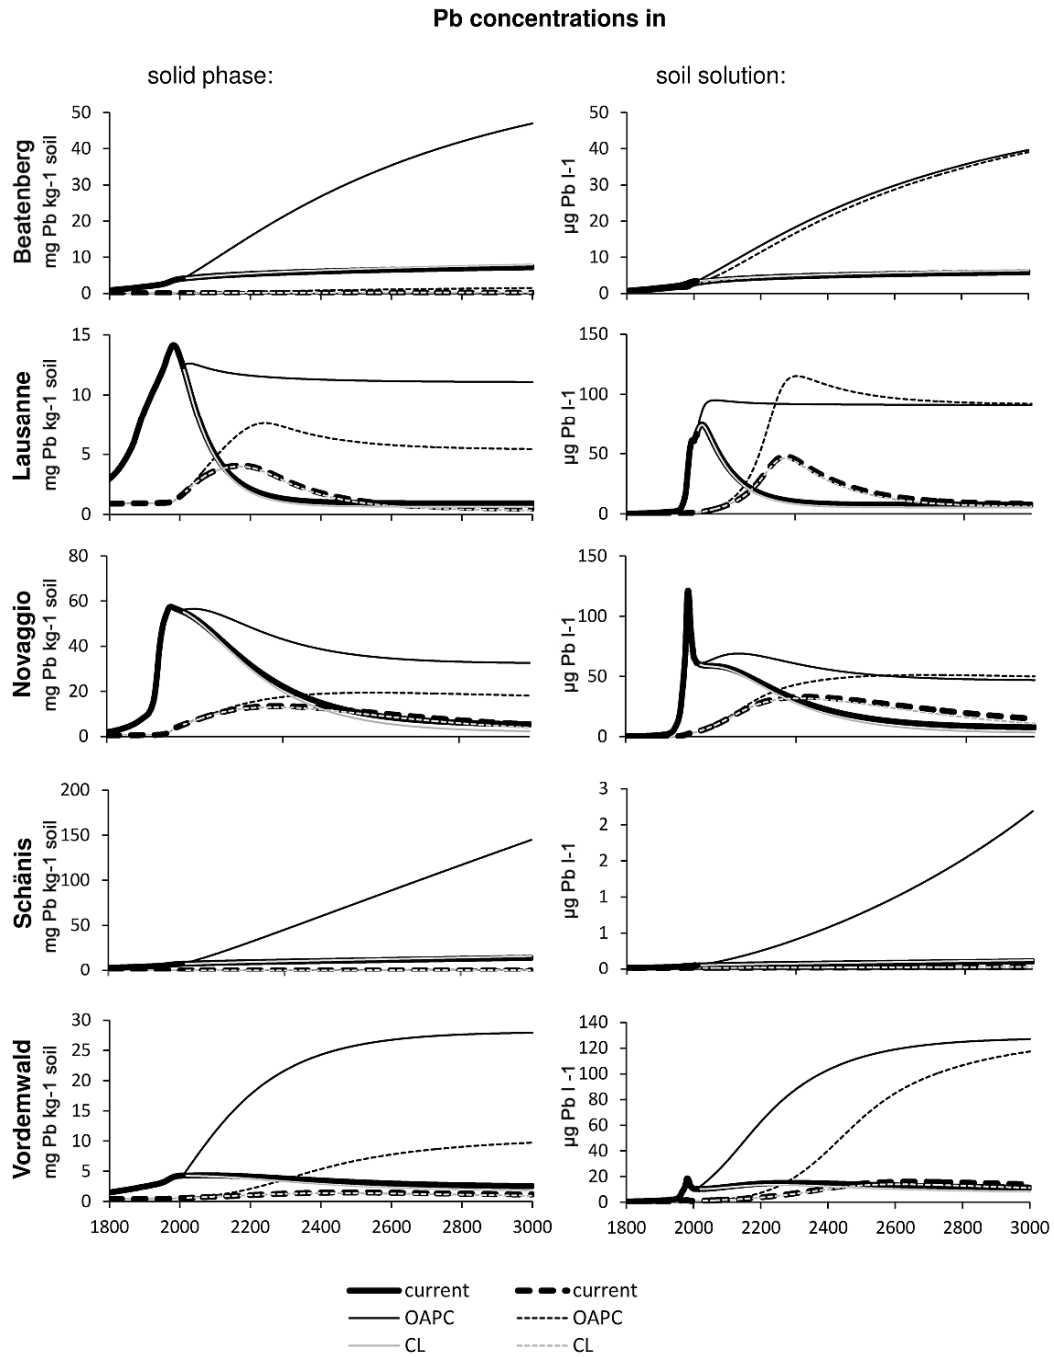 Pb concentrations in
solid phase:
soil solution:
Beatenberg
mg Pb kg-1 soil
50
40
30
20
10
0
µg Pb l-1
50
40
30
20
10
0
Lausanne
mg Pb kg-1 soil
15
10
5
0
µg Pb l-1
150
100
50
0
Novaggio
mg Pb kg-1 soil
80
60
40
20
0
µg Pb l-1
150
100
50
0
Schänis
mg Pb kg-1 soil
200
150
100
50
0
µg Pb l-1
3
2
2
1
1
0
Vordemwald
mg Pb kg-1 soil
30
25
20
15
10
5
0
1800 2000 2200 2400 2600 2800 3000
µg Pb l -1
140
120
100
80
60
40
20
0
1800 2000 2200 2400 2600 2800 3000
current current
OAPC OAPC
CL CL